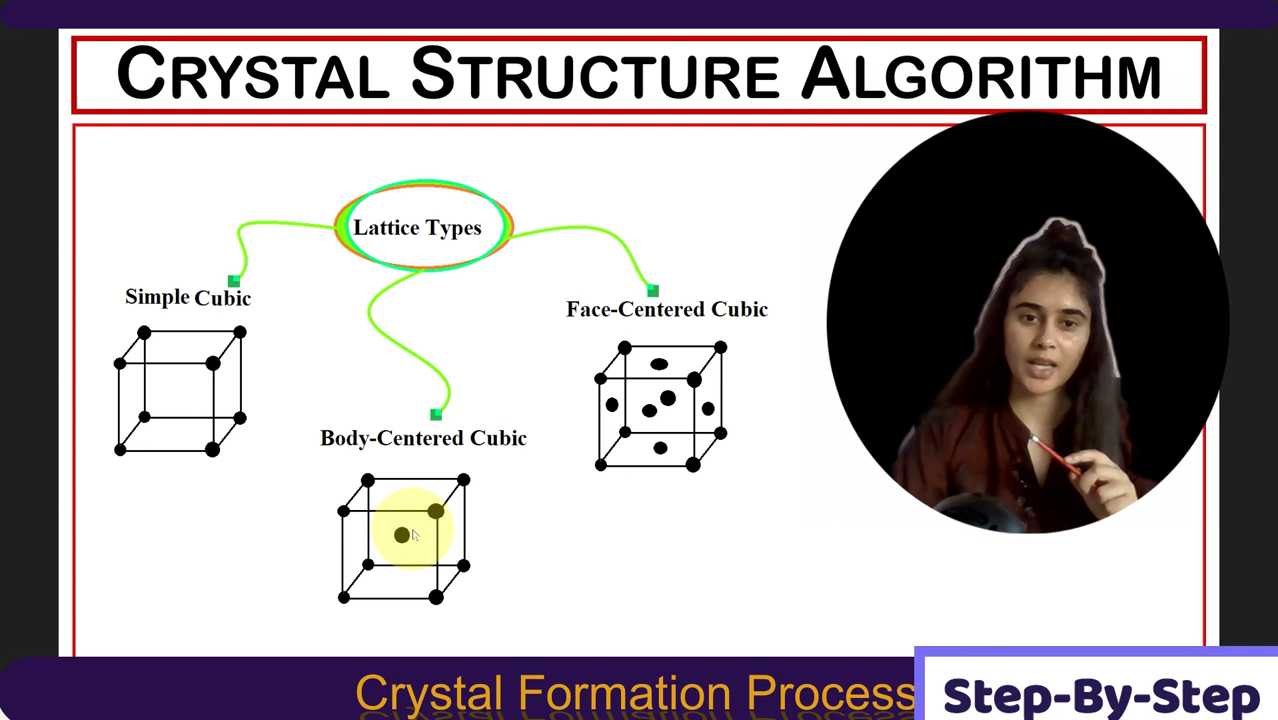 CRYSTAL STRUCTURE ALGORITHM
Lattice Types
Simple Cubic
Face-Centered Cubic
Body-Centered Cubic
Crystal Formation Process
Step-By-Step